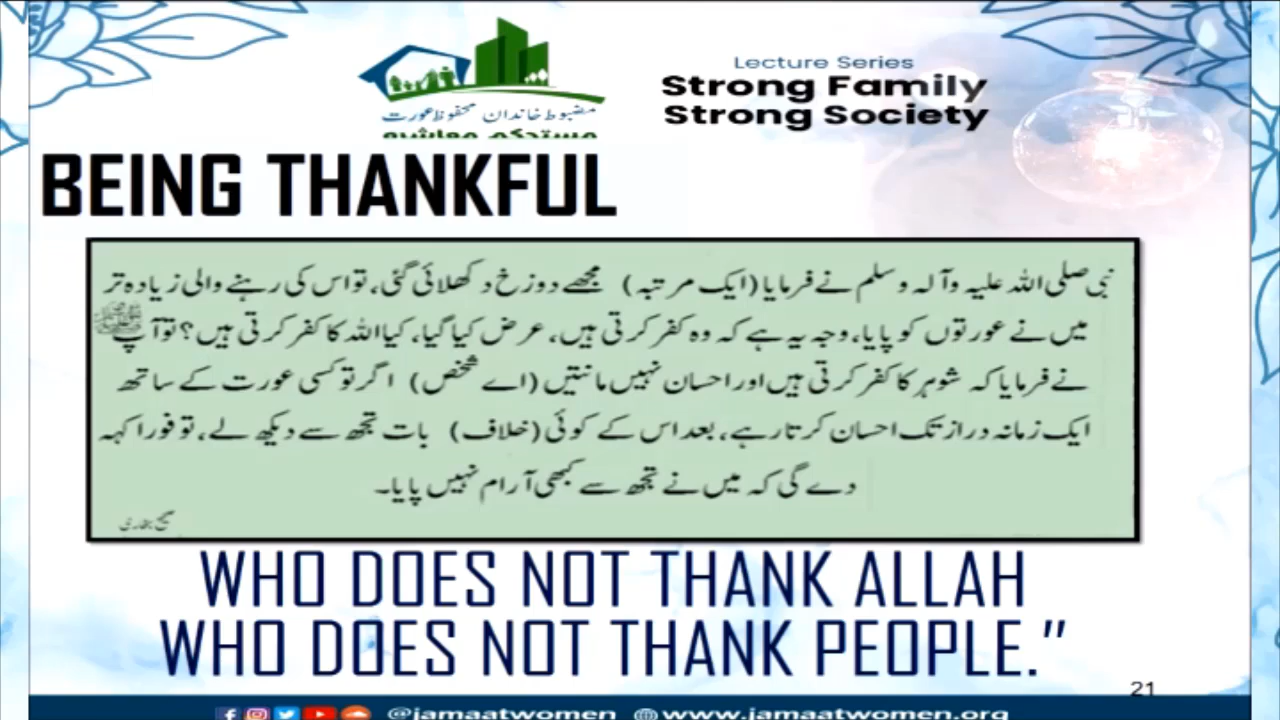 Lecture Series
Strong Family
Strong Society
مضبوط خاندان محفوظ عورت
مستحکم معاشرہ
BEING THANKFUL
نبی صلی اللہ علیہ وآلہ وسلم نے فرمایا (ایک مرتبہ) مجھے دوزخ دکھلائی گئی، تو اس کی رہنے والی زیادہ تر
میں نے عورتوں کو پایا، وجہ یہ ہے کہ وہ کفر کرتی ہیں، عرض کیا گیا، کیا اللہ کا کفر کرتی ہیں؟ تو آپ ﷺ
نے فرمایا کہ شوہر کا کفر کرتی ہیں اور احسان نہیں مانتیں (اے شخص) اگر تو کسی عورت کے ساتھ
ایک زمانہ دراز تک احسان کرتا رہے، بعد اس کے کوئی (خلاف) بات تجھ سے دیکھ لے، تو فورا کہہ
دے گی کہ میں نے تجھ سے کبھی آرام نہیں پایا۔
صحیح بخاری
WHO DOES NOT THANK ALLAH
WHO DOES NOT THANK PEOPLE.”
21
@jamaatwomen www.jamaatwomen.org